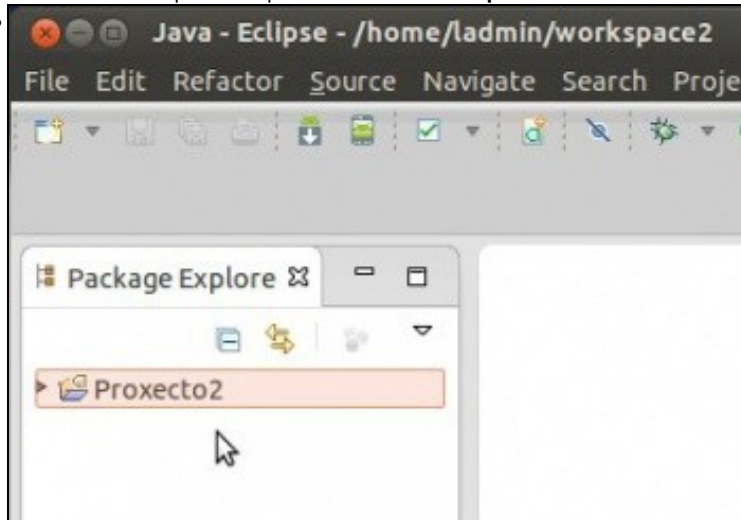 Java - Eclipse - /home/ladmin/workspace2
File Edit Refactor Source Navigate Search Proje
Package Explore
Proxecto2